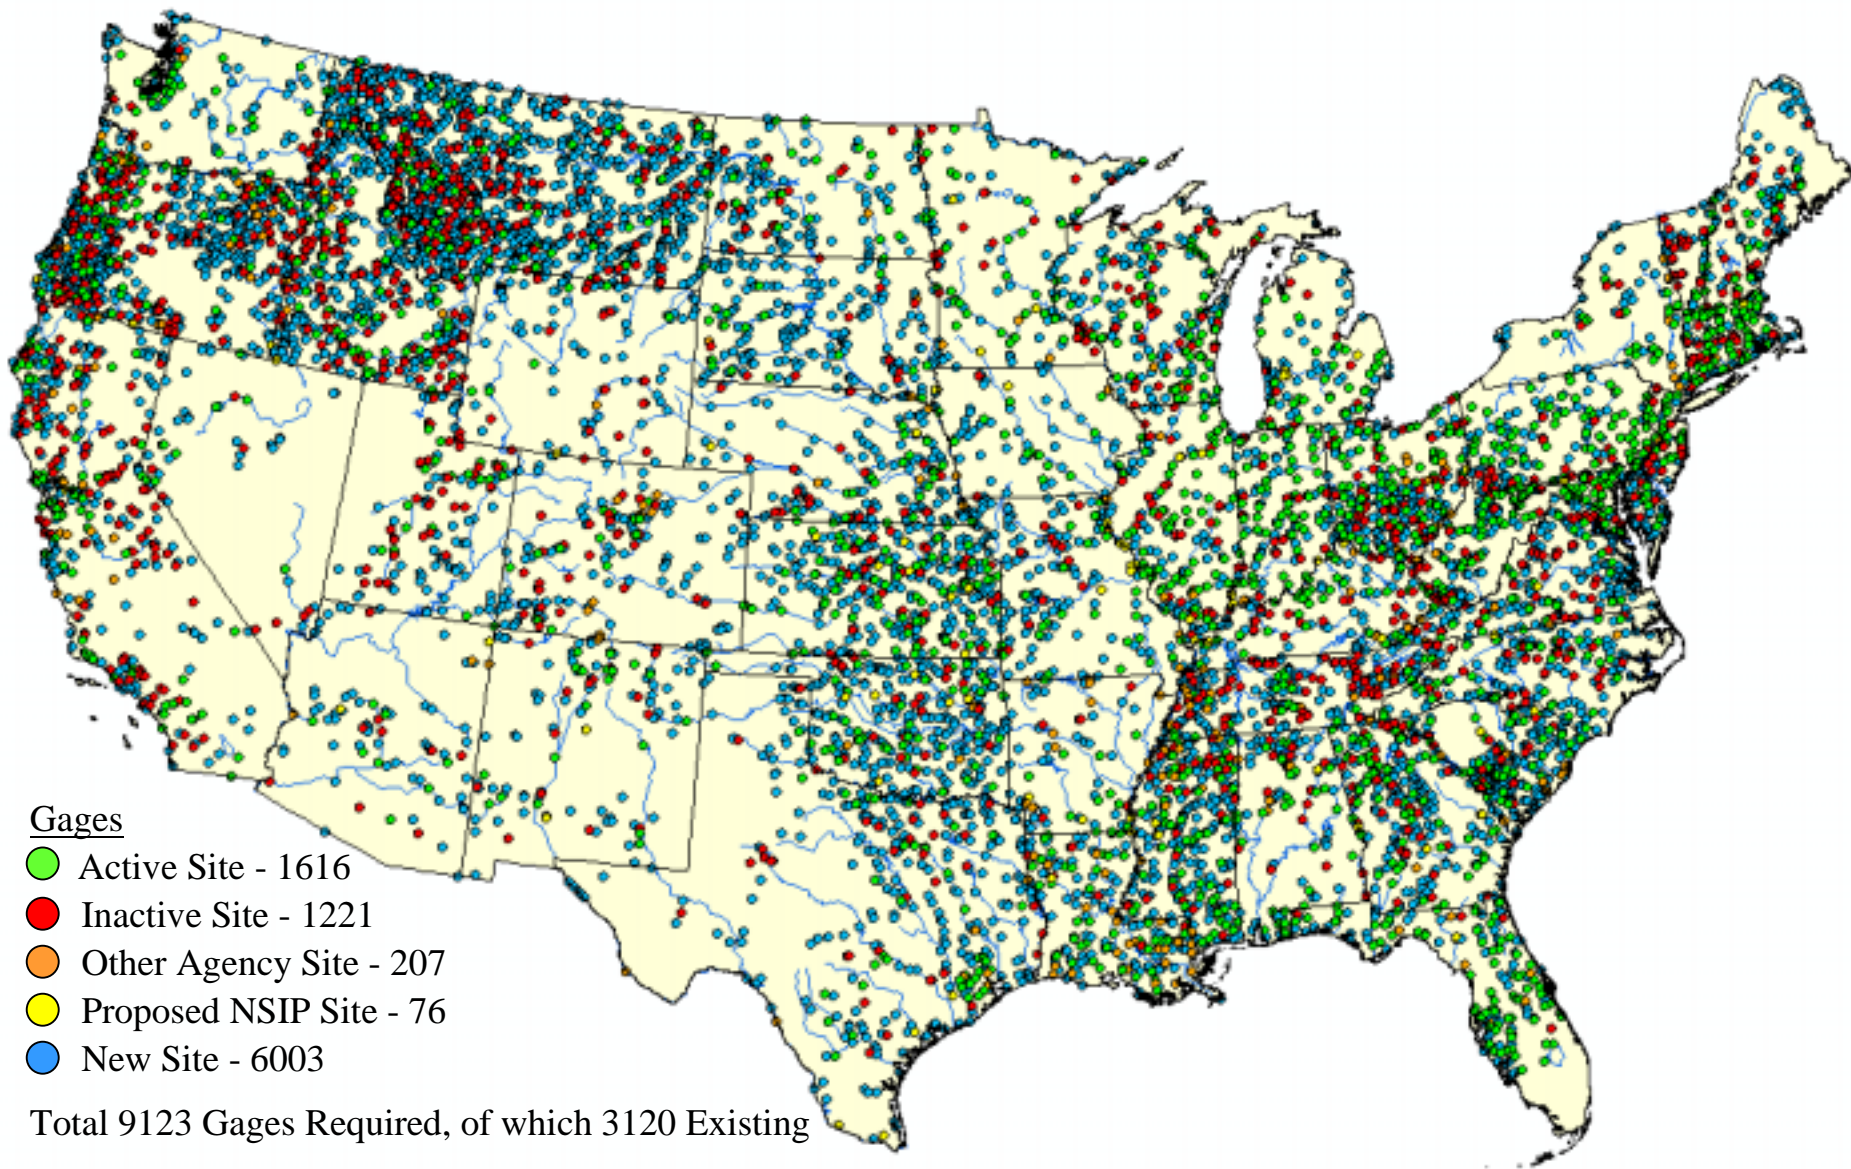 Gages
Active Site - 1616
Inactive Site - 1221
Other Agency Site - 207
Proposed NSIP Site - 76
New Site - 6003
Total 9123 Gages Required, of which 3120 Existing